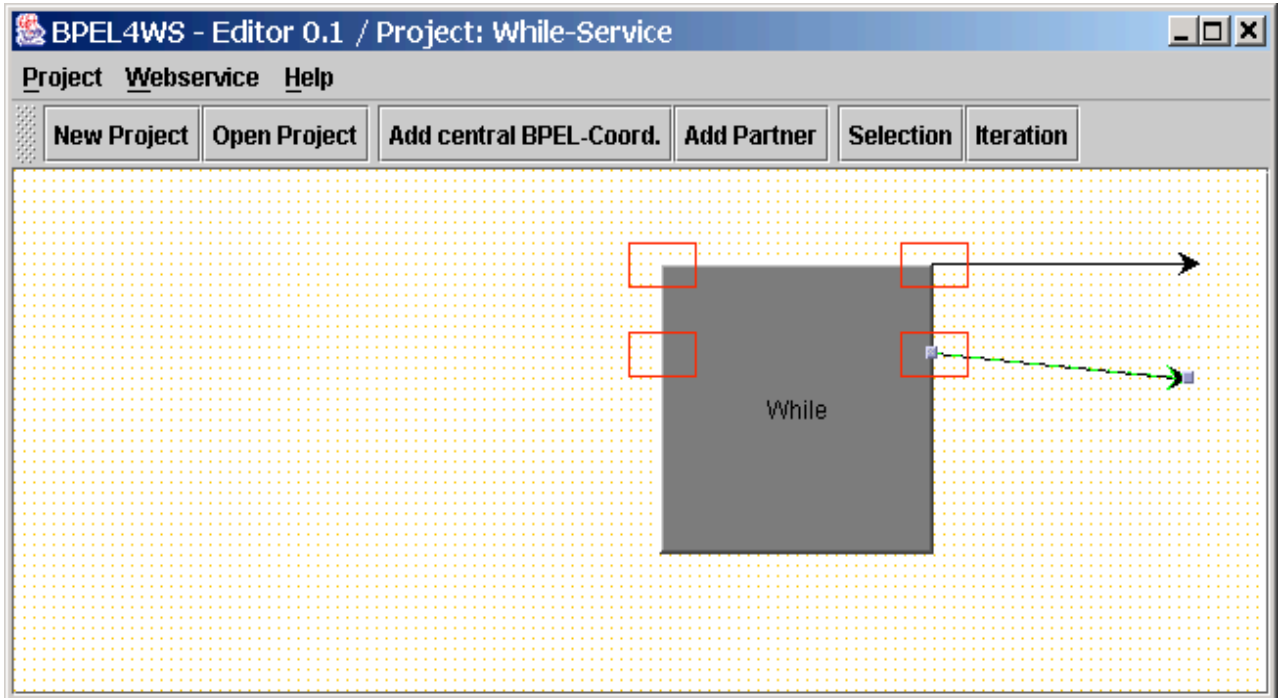 BPEL4WS - Editor 0.1 / Project: While-Service
Project Webservice Help
New Project Open Project Add central BPEL-Coord. Add Partner Selection Iteration
While